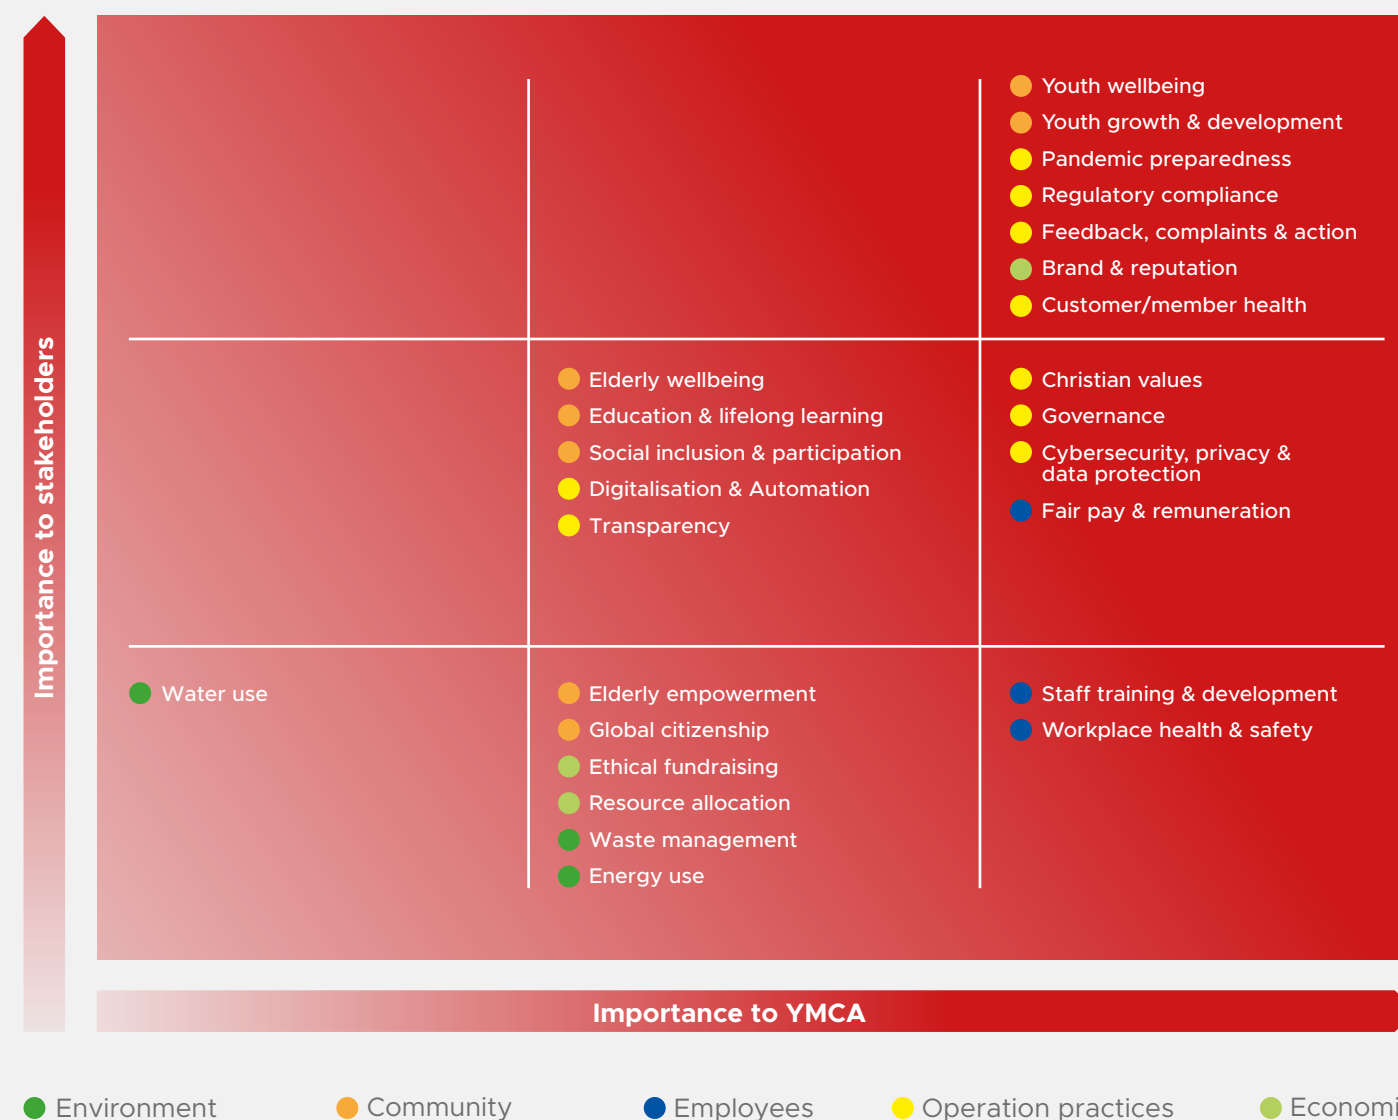 Importance to stakeholders
Youth wellbeing
Youth growth & development
Pandemic preparedness
Regulatory compliance
Feedback, complaints & action
Brand & reputation
Customer/member health
Elderly wellbeing
Education & lifelong learning
Social inclusion & participation
Digitalisation & Automation
Transparency
Christian values
Governance
Cybersecurity, privacy &
data protection
Fair pay & remuneration
Water use
Elderly empowerment
Global citizenship
Ethical fundraising
Resource allocation
Waste management
Energy use
Staff training & development
Workplace health & safety
Importance to YMCA
Environment
Community
Employees
Operation practices